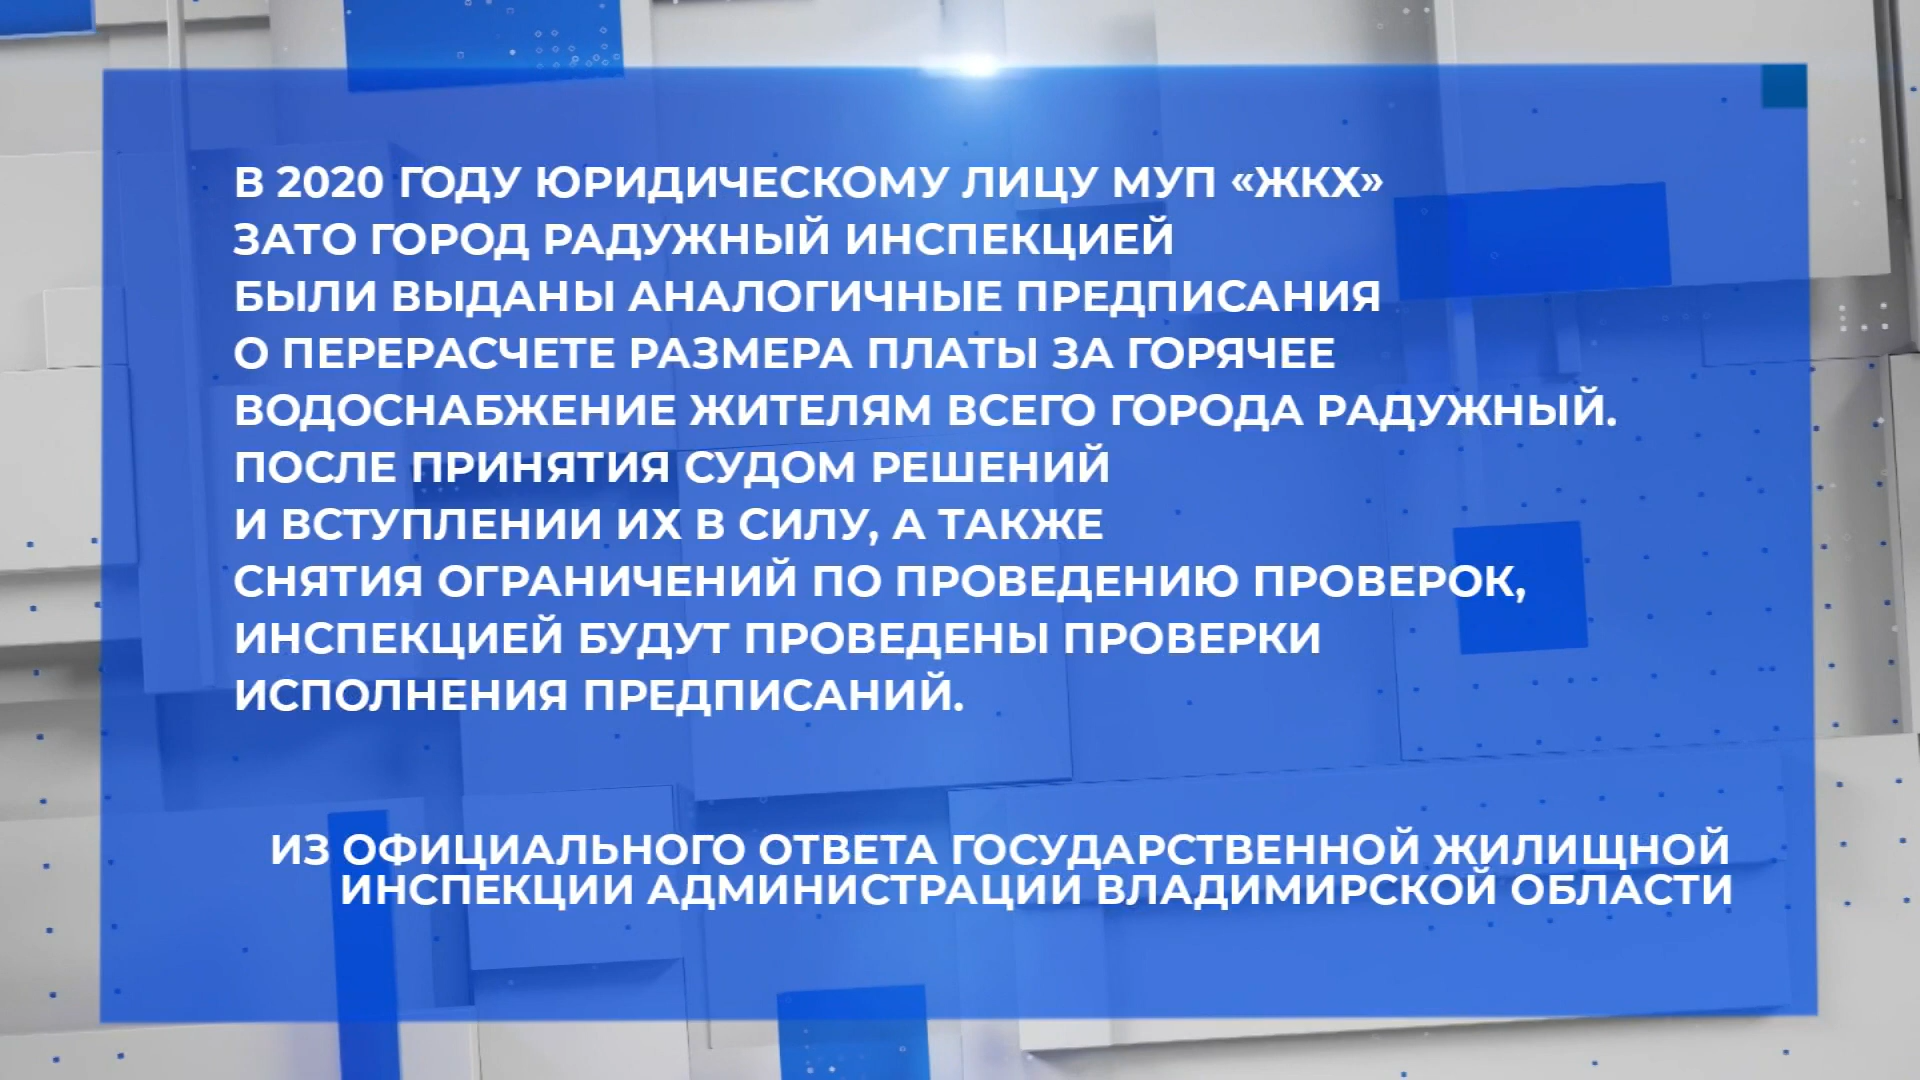 В 2020 ГОДУ ЮРИДИЧЕСКОМУ ЛИЦУ МУП «ЖКХ»
ЗАТО ГОРОД РАДУЖНЫЙ ИНСПЕКЦИЕЙ
БЫЛИ ВЫДАНЫ АНАЛОГИЧНЫЕ ПРЕДПИСАНИЯ
О ПЕРЕРАСЧЕТЕ РАЗМЕРА ПЛАТЫ ЗА ГОРЯЧЕЕ
ВОДОСНАБЖЕНИЕ ЖИТЕЛЯМ ВСЕГО ГОРОДА РАДУЖНЫЙ.
ПОСЛЕ ПРИНЯТИЯ СУДОМ РЕШЕНИЙ
И ВСТУПЛЕНИИ ИХ В СИЛУ, А ТАКЖЕ
СНЯТИЯ ОГРАНИЧЕНИЙ ПО ПРОВЕДЕНИЮ ПРОВЕРОК,
ИНСПЕКЦИЕЙ БУДУТ ПРОВЕДЕНЫ ПРОВЕРКИ
ИСПОЛНЕНИЯ ПРЕДПИСАНИЙ.
ИЗ ОФИЦИАЛЬНОГО ОТВЕТА ГОСУДАРСТВЕННОЙ ЖИЛИЩНОЙ
ИНСПЕКЦИИ АДМИНИСТРАЦИИ ВЛАДИМИРСКОЙ ОБЛАСТИ